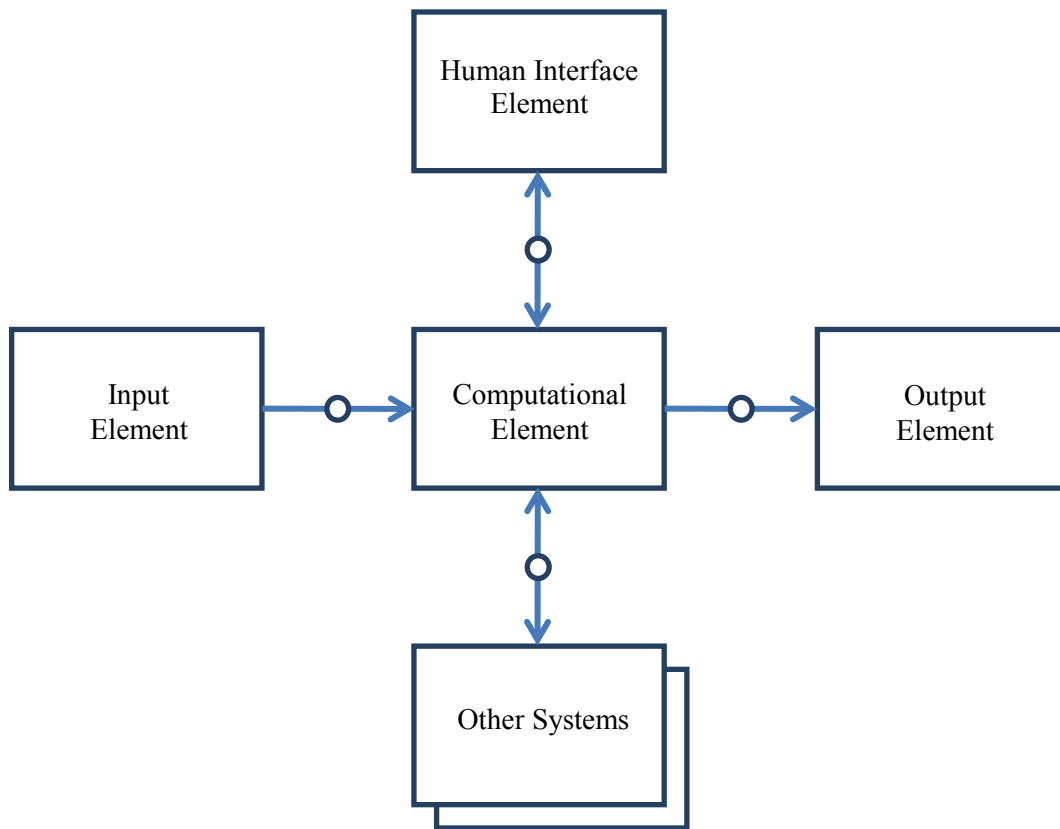 Human Interface
Element
Input
Element
Computational
Element
Output
Element
Other Systems